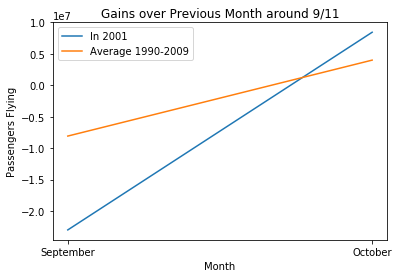 Gains over Previous Month around 9/11
1e7
In 2001
Average 1990-2009
1.0
0.5
0.0
−0.5
−1.0
−1.5
−2.0
Passengers Flying
September
October
Month